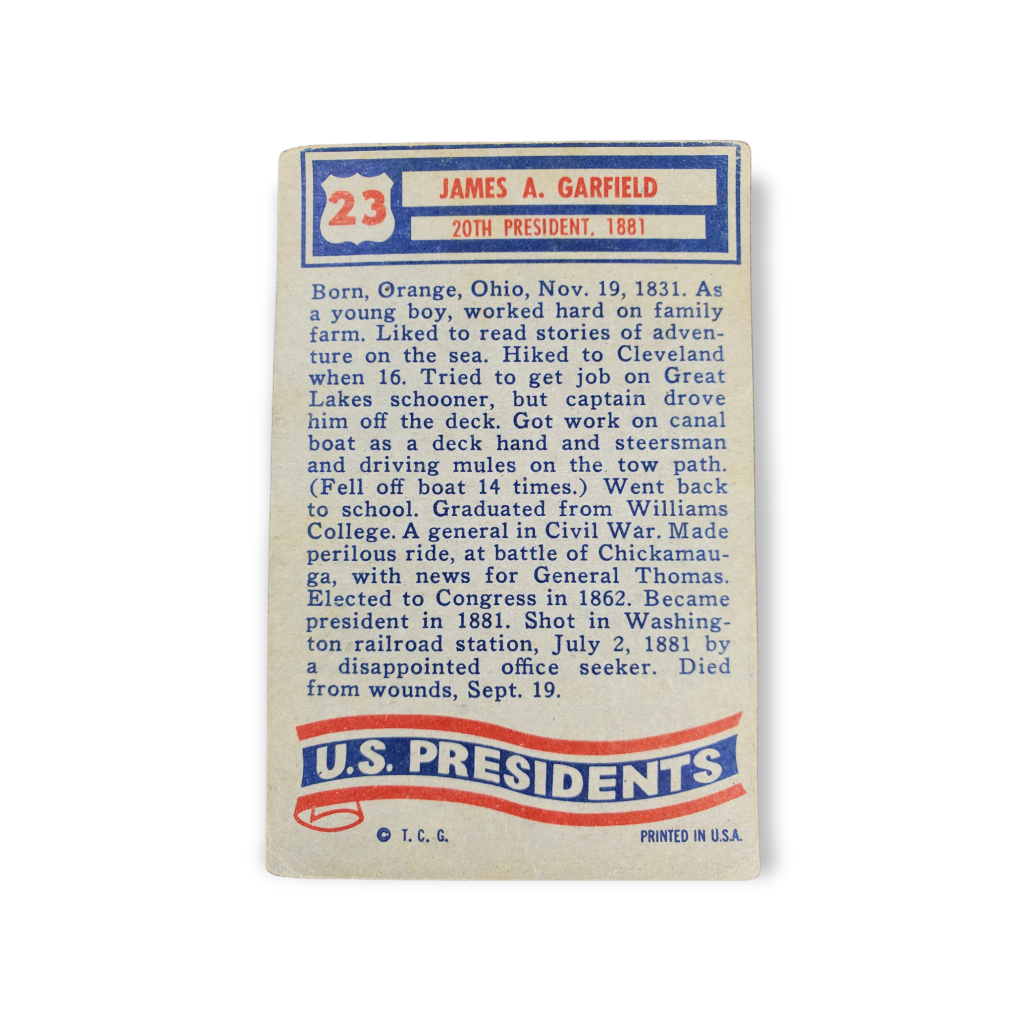 23
JAMES A. GARFIELD
20TH PRESIDENT, 1881
Born, Orange, Ohio, Nov. 19, 1831. As
a young boy, worked hard on family
farm. Liked to read stories of adven-
ture on the sea. Hiked to Cleveland
when 16. Tried to get job on Great
Lakes schooner, but captain drove
him off the deck. Got work on canal
boat as a deck hand and steersman
and driving mules on the tow path.
(Fell off boat 14 times.) Went back
to school. Graduated from Williams
College. A general in Civil War. Made
perilous ride, at battle of Chickamau-
ga, with news for General Thomas.
Elected to Congress in 1862. Became
president in 1881. Shot in Washing-
ton railroad station, July 2, 1881 by
a disappointed office seeker. Died
from wounds, Sept. 19.
U.S. PRESIDENTS
© T. C. G.
PRINTED IN U.S.A.